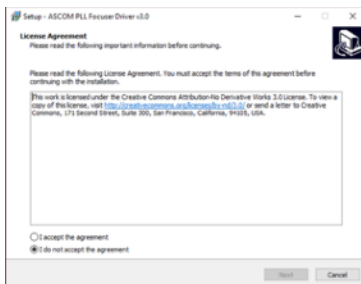 Setup - ASCOM PLL Focuser Driver v3.0
License Agreement
Please read the following important information before continuing.
Please read the following License Agreement. You must accept the terms of this agreement before
continuing with the installation.
This work is licensed under the Creative Commons Attribution-No Derivative Works 3.0 License. To view a
copy of this license, visit http://creativecommons.org/licenses/by-nd/3.0/ or send a letter to Creative
Commons, 171 Second Street, Suite 300, San Francisco, California, 94105, USA.
I accept the agreement
I do not accept the agreement
Next
Cancel